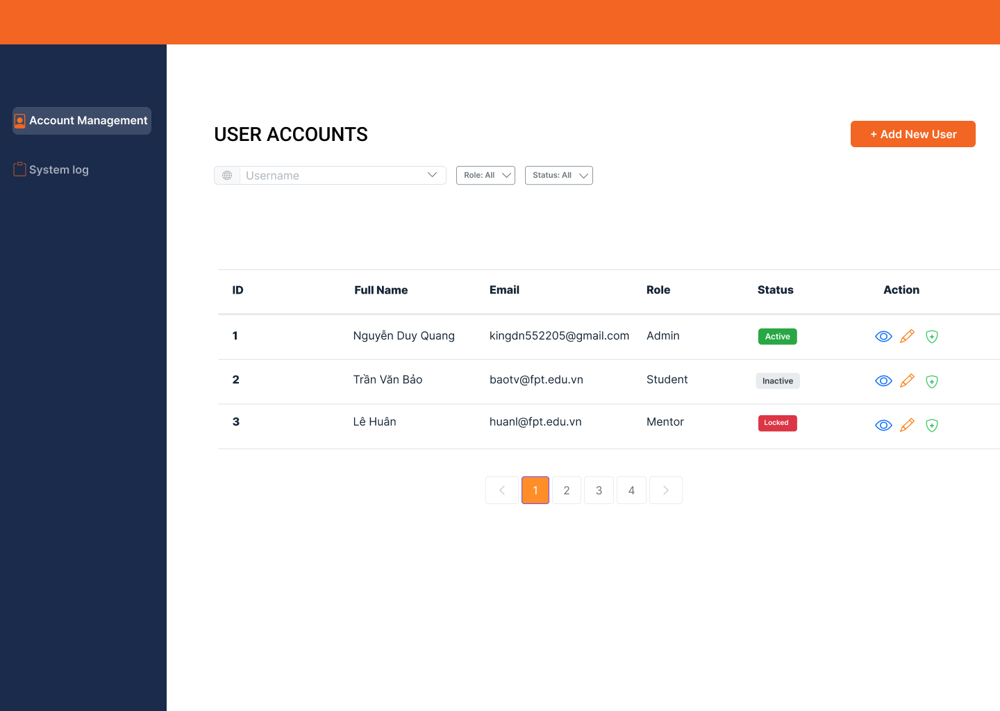 Account Management
System log
USER ACCOUNTS
+ Add New User
Username
Role: All
Status: All
ID Full Name Email Role Status Action
1 Nguyễn Duy Quang kingdn552205@gmail.com Admin Active
2 Trần Văn Bảo baotv@fpt.edu.vn Student Inactive
3 Lê Huân huanl@fpt.edu.vn Mentor Locked
1 2 3 4